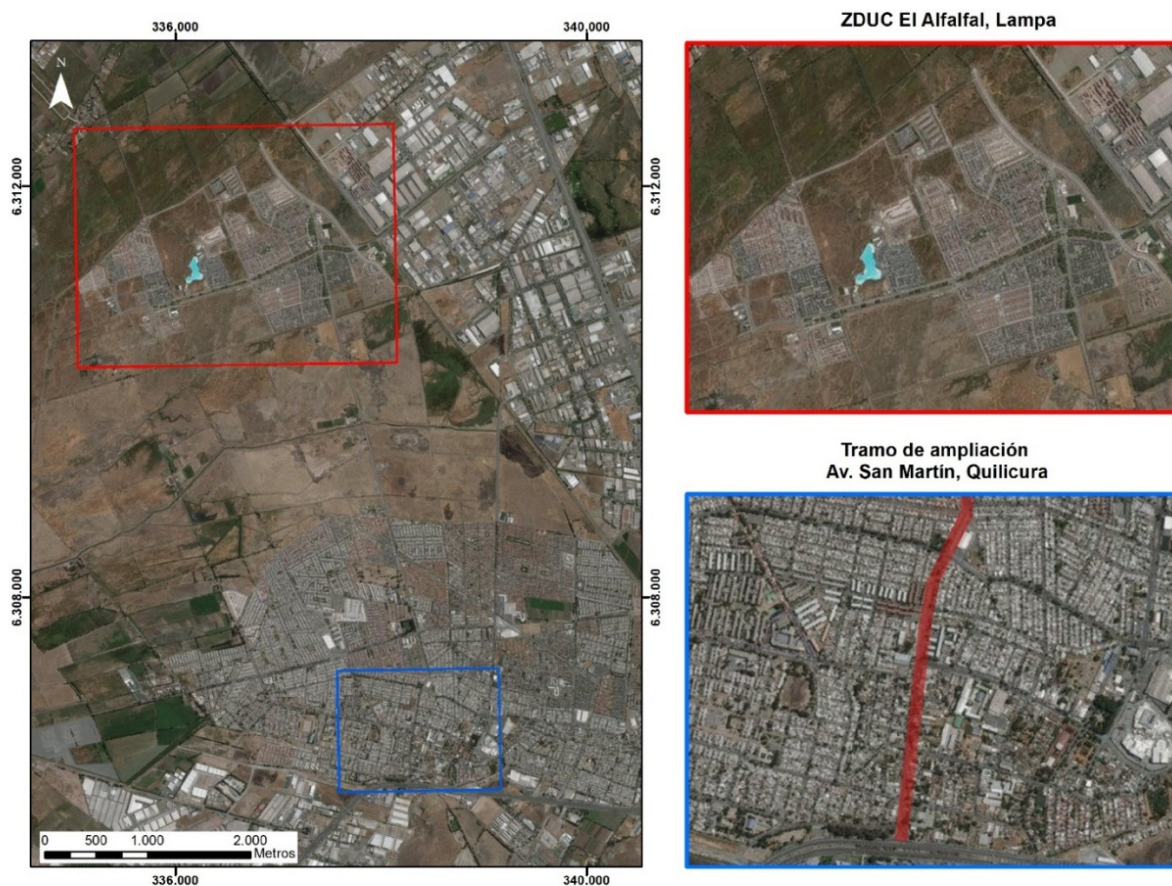 336.000
340.000
ZDUC El Alfalfal, Lampa
N
6.312.000
6.312.000
Tramo de ampliación
Av. San Martín, Quilicura
6.308.000
6.308.000
0 500 1.000 2.000
Metros
336.000
340.000